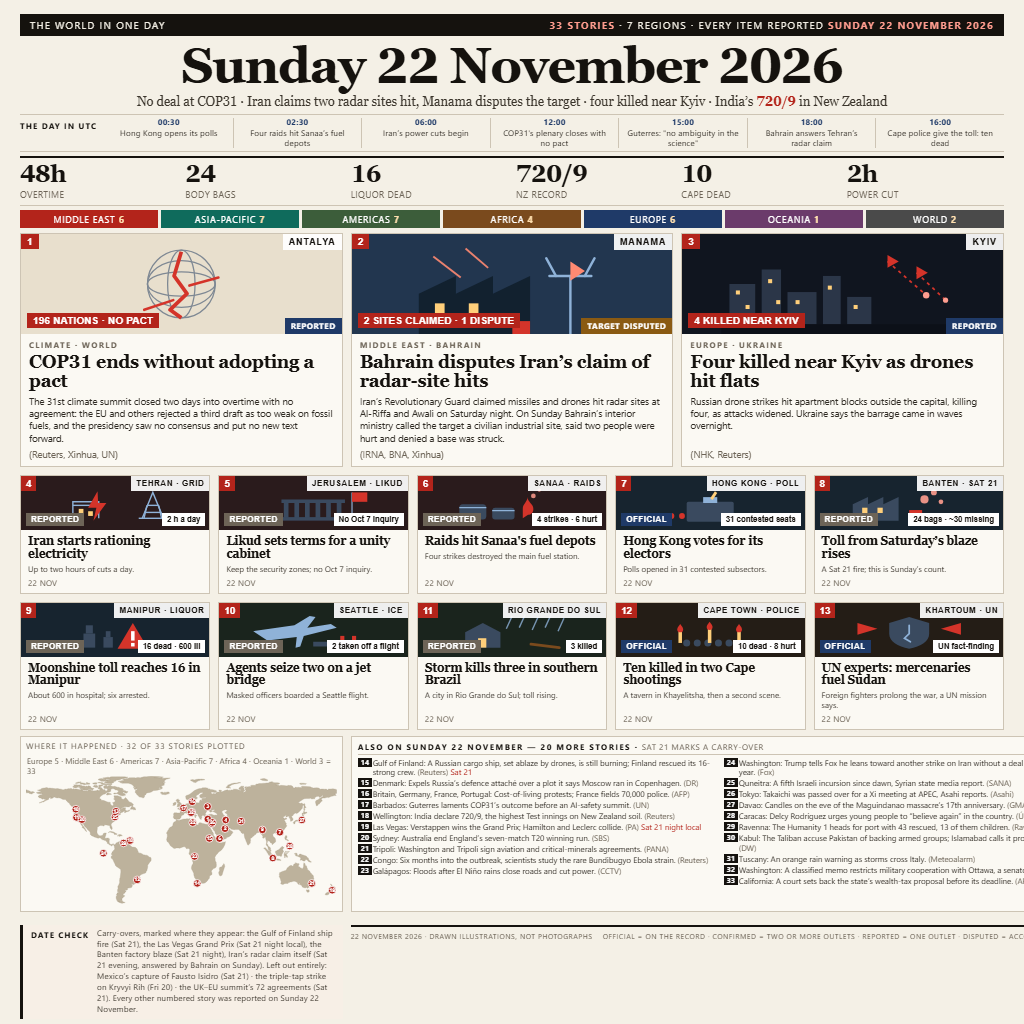 THE WORLD IN ONE DAY
33 STORIES · 7 REGIONS · EVERY ITEM REPORTED SUNDAY 22 NOVEMBER 2026
Sunday 22 November 2026
No deal at COP31 · Iran claims two radar sites hit, Manama disputes the target · four killed near Kyiv · India's 720/9 in New Zealand
THE DAY IN UTC
00:30
Hong Kong opens its polls
02:30
Four raids hit Sanaa's fuel
depots
06:00
Iran's power cuts begin
12:00
COP31's plenary closes with
no pact
15:00
Guterres: "no ambiguity in the
science"
18:00
Bahrain answers Tehran's
radar claim
16:00
Cape police give the toll: ten
dead
48h
OVERTIME
24
BODY BAGS
16
LIQUOR DEAD
720/9
NZ RECORD
10
CAPE DEAD
2h
POWER CUT
MIDDLE EAST 6
ASIA-PACIFIC 7
AMERICAS 7
AFRICA 4
EUROPE 6
OCEANIA 1
WORLD 2
1
ANTALYA
196 NATIONS · NO PACT
REPORTED
CLIMATE · WORLD
COP31 ends without adopting a
pact
The 31st climate summit closed two days into overtime with no
agreement: the EU and others rejected a third draft as too weak on fossil
fuels, and the presidency saw no consensus and put no new text
forward.
(Reuters, Xinhua, UN)
2
MANAMA
2 SITES CLAIMED · 1 DISPUTE
TARGET DISPUTED
MIDDLE EAST · BAHRAIN
Bahrain disputes Iran's claim of
radar-site hits
Iran's Revolutionary Guard claimed missiles and drones hit radar sites at
Al-Riffa and Awali on Saturday night. On Sunday Bahrain's interior
ministry called the target a civilian industrial site, said two people were
hurt and denied a base was struck.
(IRNA, BNA, Xinhua)
3
KYIV
4 KILLED NEAR KYIV
REPORTED
EUROPE · UKRAINE
Four killed near Kyiv as drones
hit flats
Russian drone strikes hit apartment blocks outside the capital, killing
four, as attacks widened. Ukraine says the barrage came in waves
overnight.
(NHK, Reuters)
4
TEHRAN · GRID
REPORTED
2 h a day
Iran starts rationing
electricity
Up to two hours of cuts a day.
22 NOV
5
JERUSALEM · LIKUD
REPORTED
No Oct 7 inquiry
Likud sets terms for a unity
cabinet
Keep the security zones; no Oct 7 inquiry.
22 NOV
6
SANAA · RAIDS
REPORTED
4 strikes · 6 hurt
Raids hit Sanaa's fuel depots
Four strikes destroyed the main fuel station.
22 NOV
7
HONG KONG · POLL
OFFICIAL
31 contested seats
Hong Kong votes for its
electors
Polls opened in 31 contested subsectors.
22 NOV
8
BANTEN · SAT 21
REPORTED
24 bags · ~30 missing
Toll from Saturday's blaze
rises
A Sat 21 fire; this is Sunday's count.
22 NOV
9
MANIPUR · LIQUOR
REPORTED
16 dead · 600 ill
Moonshine toll reaches 16 in
Manipur
About 600 in hospital; six arrested.
22 NOV
10
SEATTLE · ICE
REPORTED
2 taken off a flight
Agents seize two on a jet
bridge
Masked officers boarded a Seattle flight.
22 NOV
11
RIO GRANDE DO SUL
REPORTED
3 killed
Storm kills three in southern
Brazil
A city in Rio Grande do Sul; toll rising.
22 NOV
12
CAPE TOWN · POLICE
OFFICIAL
10 dead · 8 hurt
Ten killed in two Cape
shootings
A tavern in Khayelitsha, then a second scene.
22 NOV
13
KHARTOUM · UN
OFFICIAL
UN fact-finding
UN experts: mercenaries
fuel Sudan
Foreign fighters prolong the war, a UN mission
says.
22 NOV
WHERE IT HAPPENED · 32 OF 33 STORIES PLOTTED
Europe 5 · Middle East 6 · Americas 7 · Asia-Pacific 7 · Africa 4 · Oceania 1 · World 3 =
33
ALSO ON SUNDAY 22 NOVEMBER — 20 MORE STORIES · SAT 21 MARKS A CARRY-OVER
14 Gulf of Finland: A Russian cargo ship, set ablaze by drones, is still burning; Finland rescued its 16-
strong crew. (Reuters) Sat 21
15 Denmark: Expels Russia's defence attaché over a plot it says Moscow ran in Copenhagen. (DR)
16 Britain, Germany, France, Portugal: Cost-of-living protests; France fields 70,000 police. (AFP)
17 Barbados: Guterres laments COP31's outcome before an AI-safety summit. (UN)
18 Wellington: India declare 720/9, the highest Test innings on New Zealand soil. (Reuters)
19 Las Vegas: Verstappen wins the Grand Prix; Hamilton and Leclerc collide. (PA) Sat 21 night local
20 Sydney: Australia end England's seven-match T20 winning run. (SBS)
21 Tripoli: Washington and Tripoli sign aviation and critical-minerals agreements. (PANA)
22 Congo: Six months into the outbreak, scientists study the rare Bundibugyo Ebola strain. (Reuters)
23 Galápagos: Floods after El Niño rains close roads and cut power. (CCTV)
24 Washington: Trump tells Fox he leans toward another strike on Iran without a deal
year. (Fox)
25 Quneitra: A fifth Israeli incursion since dawn, Syrian state media report. (SANA)
26 Tokyo: Takaichi was passed over for a Xi meeting at APEC, Asahi reports. (Asahi)
27 Davao: Candles on the eve of the Maguindanao massacre's 17th anniversary. (GMA
28 Caracas: Delcy Rodríguez urges young people to "believe again" in the country.
29 Ravenna: The Humanity 1 heads for port with 43 rescued, 13 of them children.
30 Kabul: The Taliban accuse Pakistan of backing armed groups; Islamabad calls it
(DW)
31 Tuscany: An orange rain warning as storms cross Italy. (Meteoalarm)
32 Washington: A classified memo restricts military cooperation with Ottawa, a
33 California: A court sets back the state's wealth-tax proposal before its deadline.
DATE CHECK
Carry-overs, marked where they appear: the Gulf of Finland ship
fire (Sat 21), the Las Vegas Grand Prix (Sat 21 night local), the
Banten factory blaze (Sat 21 night), Iran's radar claim itself (Sat
21 evening, answered by Bahrain on Sunday). Left out entirely:
Mexico's capture of Fausto Isidro (Sat 21) · the triple-tap strike
on Kryvyi Rih (Fri 20) · the UK–EU summit's 72 agreements (Sat
21). Every other numbered story was reported on Sunday 22
November.
22 NOVEMBER 2026 · DRAWN ILLUSTRATIONS, NOT PHOTOGRAPHS
OFFICIAL = ON THE RECORD · CONFIRMED = TWO OR MORE OUTLETS · REPORTED = ONE OUTLET · DISPUTED =